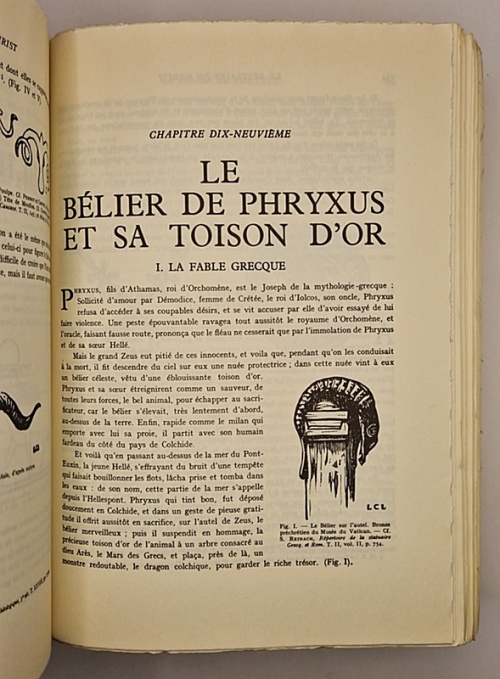 RIST
t dont elles se
. (Fig. IV et V)
CHAPITRE DIX-NEUVIÈME
LE
BÉLIER DE PHRYXUS
ET SA TOISON D'OR
I. LA FABLE GRECQUE
PHRYXUS, fils d'Athamas, roi d'Orchomène, est le Joseph de la mythologie grecque :
Sollicité d'amour par Démodice, femme de Crétée, le roi d'Iolcos, son oncle, Phryxus
refusa d'accéder à ses coupables désirs, et se vit accuser par elle d'avoir essayé de lui
faire violence. Une peste épouvantable ravagea tout aussitôt le royaume d'Orchomène, et
l'oracle, faisant fausse route, prononça que le fléau ne cesserait que par l'immolation de Phryxus
et de sa sœur Hellé.
Mais le grand Zeus eut pitié de ces innocents, et voila que, pendant qu'on les conduisait
à la mort, il fit descendre du ciel sur eux une nuée protectrice ; dans cette nuée vint à eux
un bélier céleste, vêtu d'une éblouissante toison d'or.
Phryxus et sa sœur étreignirent comme un sauveur, de
toutes leurs forces, le bel animal, pour échapper au sacri-
ficateur, car le bélier s'élevait, très lentement d'abord,
au-dessus de la terre. Enfin, rapide comme le milan qui
emporte avec lui sa proie, il partit avec son humain
fardeau du côté du pays de Colchide.
Et voilà qu'en passant au-dessus de la mer du Pont-
Euxin, la jeune Hellé, s'effrayant du bruit d'une tempête
qui faisait bouillonner les flots, lâcha prise et tomba dans
les eaux : de son nom, cette partie de la mer s'appelle
depuis l'Hellespont. Phryxus qui tint bon, fut déposé
doucement en Colchide, et dans un geste de pieuse grati-
tude il offrit aussitôt en sacrifice, sur l'autel de Zeus, le
bélier merveilleux ; puis il suspendit en hommage, la
précieuse toison d'or de l'animal à un arbre consacré au
dieu Arès, le Mars des Grecs, et plaça, près de là, un
monstre redoutable, le dragon colchique, pour garder le riche trésor. (Fig. I).
LCL
Fig. I. — Le Bélier sur l'autel. Bronze
préchrétien du Musée du Vatican. — Cf.
S. REINACH, Répertoire de la statuaire
Grecq. et Rom. T. II, vol. II, p. 754.